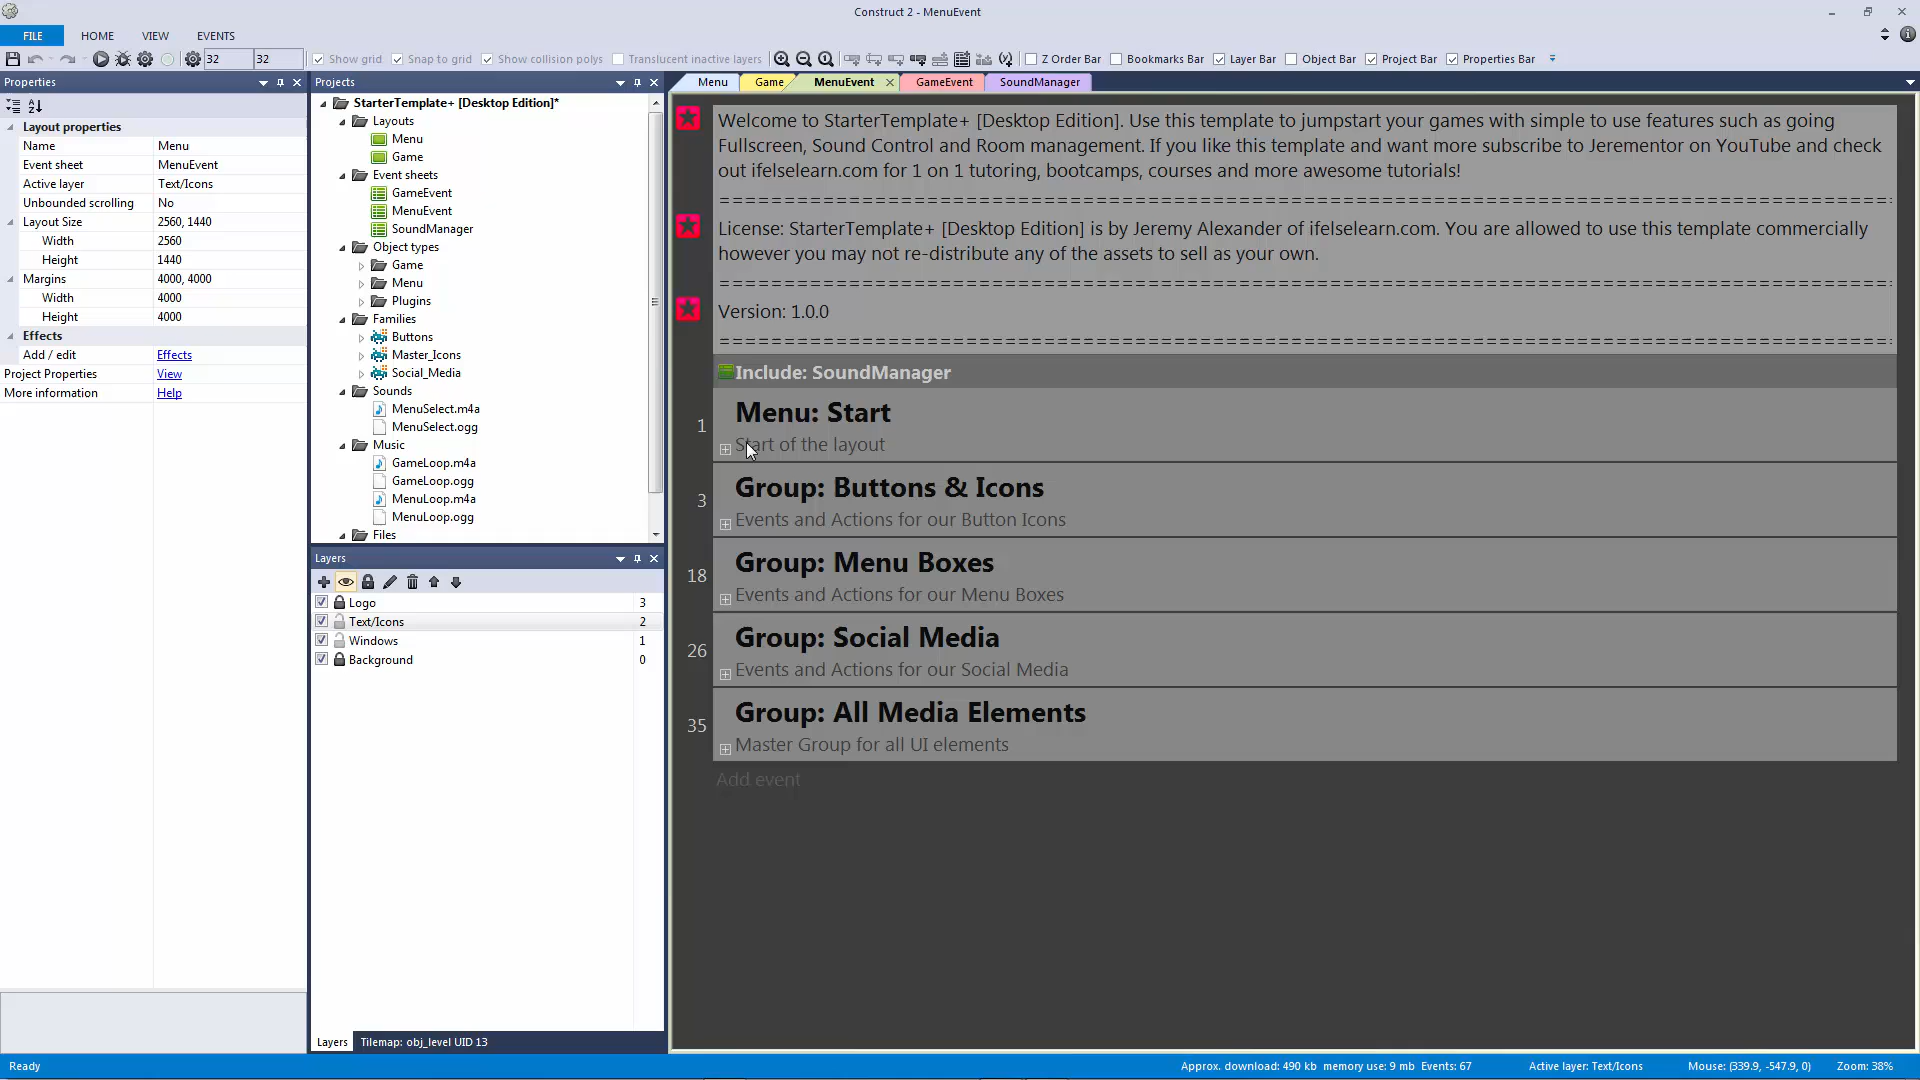 Construct 2 - MenuEvent
FILE HOME VIEW EVENTS
32 32 Show grid Snap to grid Show collision polys Translucent inactive layers Z Order Bar Bookmarks Bar Layer Bar Object Bar Project Bar Properties Bar
Properties
Layout properties
Name Menu
Event sheet MenuEvent
Active layer Text/Icons
Unbounded scrolling No
Layout Size 2560, 1440
Width 2560
Height 1440
Margins 4000, 4000
Width 4000
Height 4000
Effects
Add / edit Effects
Project Properties View
More information Help
Projects
StarterTemplate+ [Desktop Edition]*
Layouts
Menu
Game
Event sheets
GameEvent
MenuEvent
SoundManager
Object types
Game
Menu
Plugins
Families
Buttons
Master_Icons
Social_Media
Sounds
MenuSelect.m4a
MenuSelect.ogg
Music
GameLoop.m4a
GameLoop.ogg
MenuLoop.m4a
MenuLoop.ogg
Files
Layers
Logo 3
Text/Icons 2
Windows 1
Background 0
Layers Tilemap: obj_level UID 13
Menu Game MenuEvent GameEvent SoundManager
Welcome to StarterTemplate+ [Desktop Edition]. Use this template to jumpstart your games with simple to use features such as going
Fullscreen, Sound Control and Room management. If you like this template and want more subscribe to Jerementor on YouTube and check
out ifelselearn.com for 1 on 1 tutoring, bootcamps, courses and more awesome tutorials!
License: StarterTemplate+ [Desktop Edition] is by Jeremy Alexander of ifelselearn.com. You are allowed to use this template commercially
however you may not re-distribute any of the assets to sell as your own.
Version: 1.0.0
Include: SoundManager
1 Menu: Start
Start of the layout
3 Group: Buttons & Icons
Events and Actions for our Button Icons
18 Group: Menu Boxes
Events and Actions for our Menu Boxes
26 Group: Social Media
Events and Actions for our Social Media
35 Group: All Media Elements
Master Group for all UI elements
Add event
Ready Approx. download: 490 kb memory use: 9 mb Events: 67 Active layer: Text/Icons Mouse: (339.9, -547.9, 0) Zoom: 38%